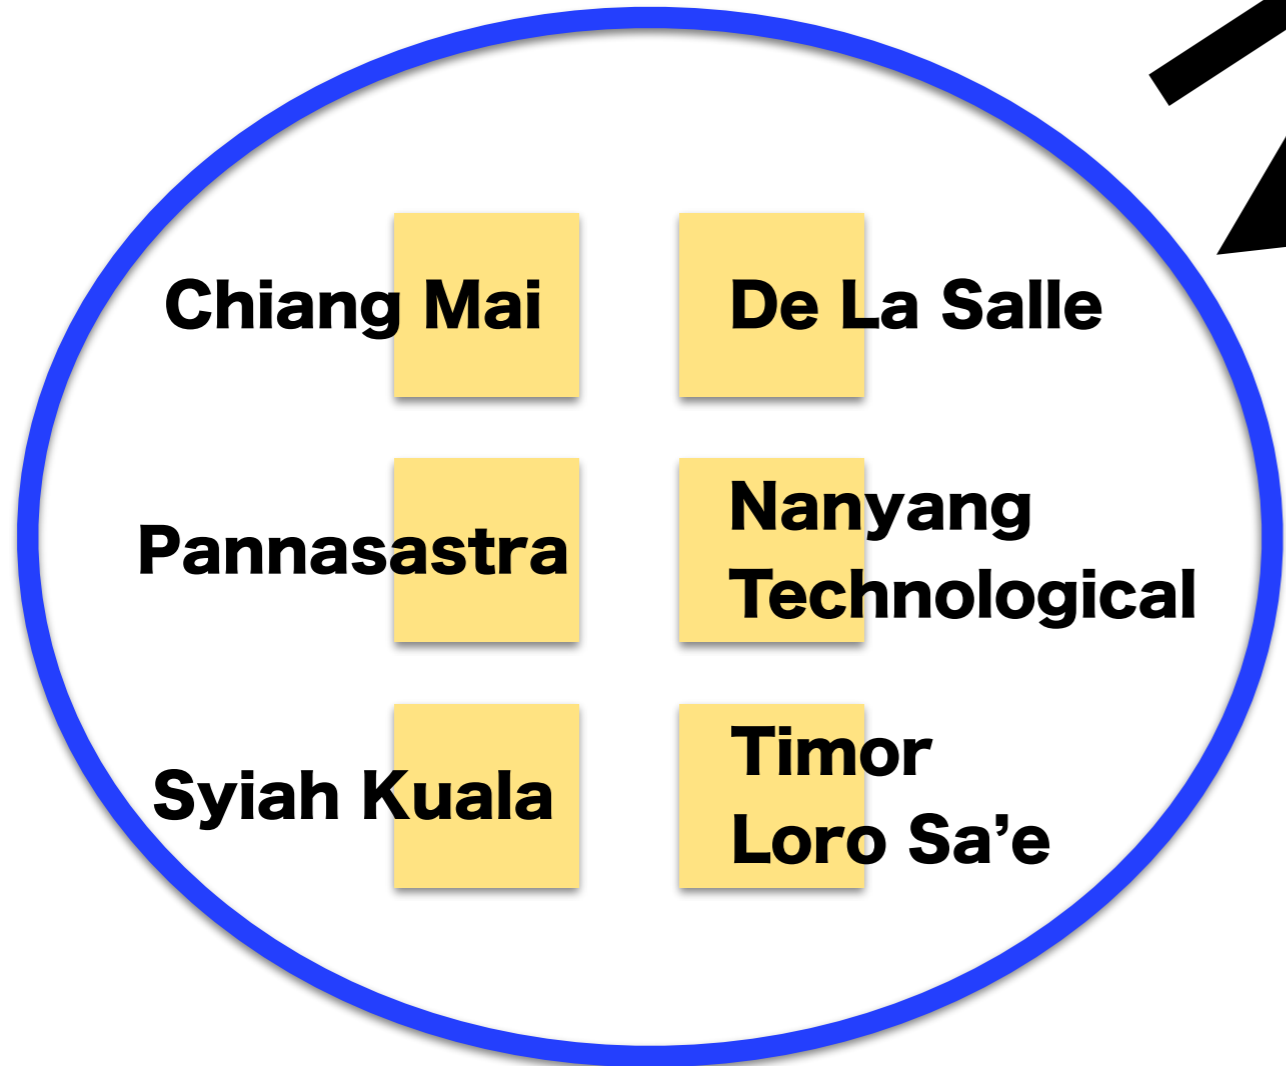 Chiang Mai
De La Salle
Pannasastra
Nanyang
Technological
Syiah Kuala
Timor
Loro Sa’e